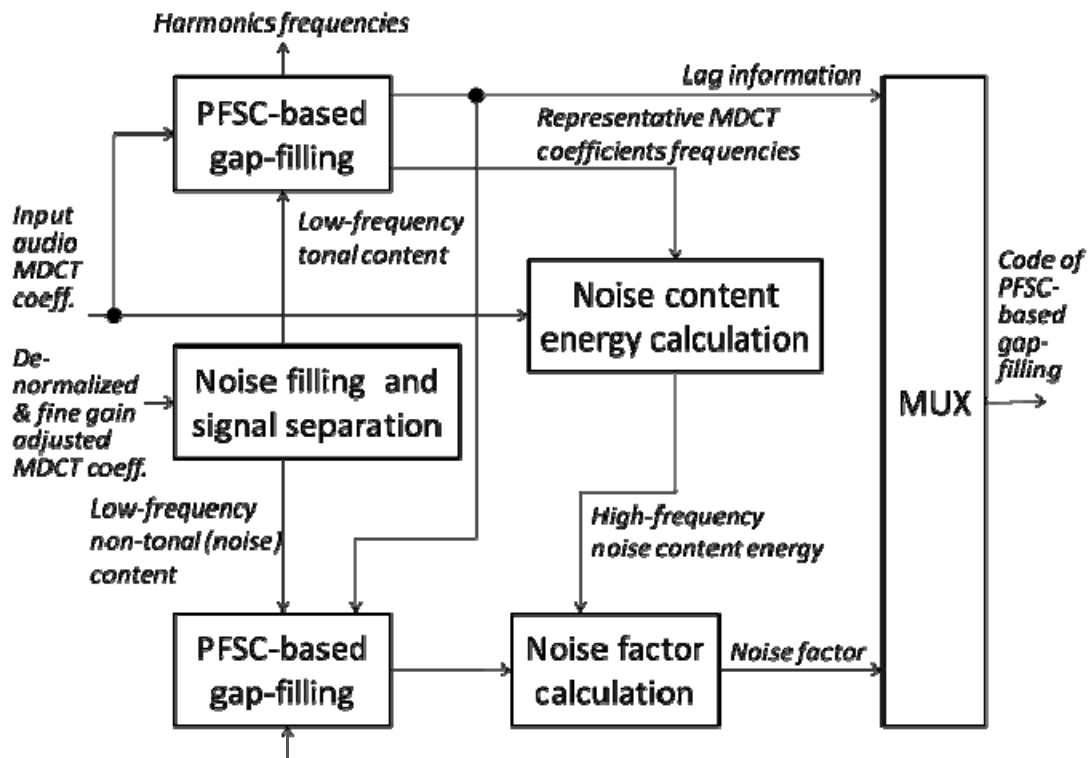 Harmonics frequencies
Lag information
PFSC-based
gap-filling
Representative MDCT
coefficients frequencies
Input
audio
MDCT
coeff.
Low-frequency
tonal content
Noise content
energy calculation
Code of
PFSC-
based
gap-
filling
De-
normalized
& fine gain
adjusted
MDCT coeff.
Noise filling and
signal separation
MUX
Low-frequency
non-tonal (noise)
content
High-frequency
noise content energy
PFSC-based
gap-filling
Noise factor
calculation
Noise factor